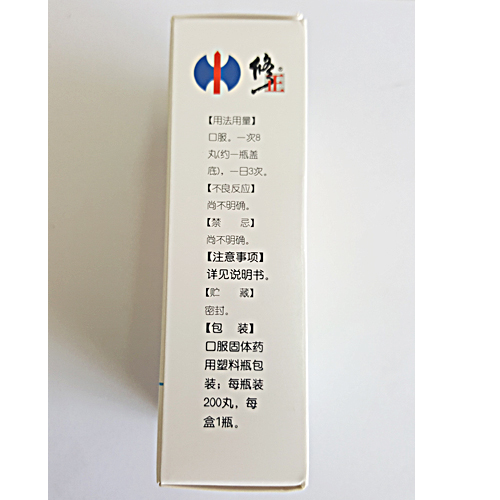 修正
【用法用量】
口服。一次8
丸(约一瓶盖
底)，一日3次。
【不良反应】
尚不明确。
【禁 忌】
尚不明确。
【注意事项】
详见说明书。
【贮 藏】
密封。
【包 装】
口服固体药
用塑料瓶包
装；每瓶装
200丸，每
盒1瓶。